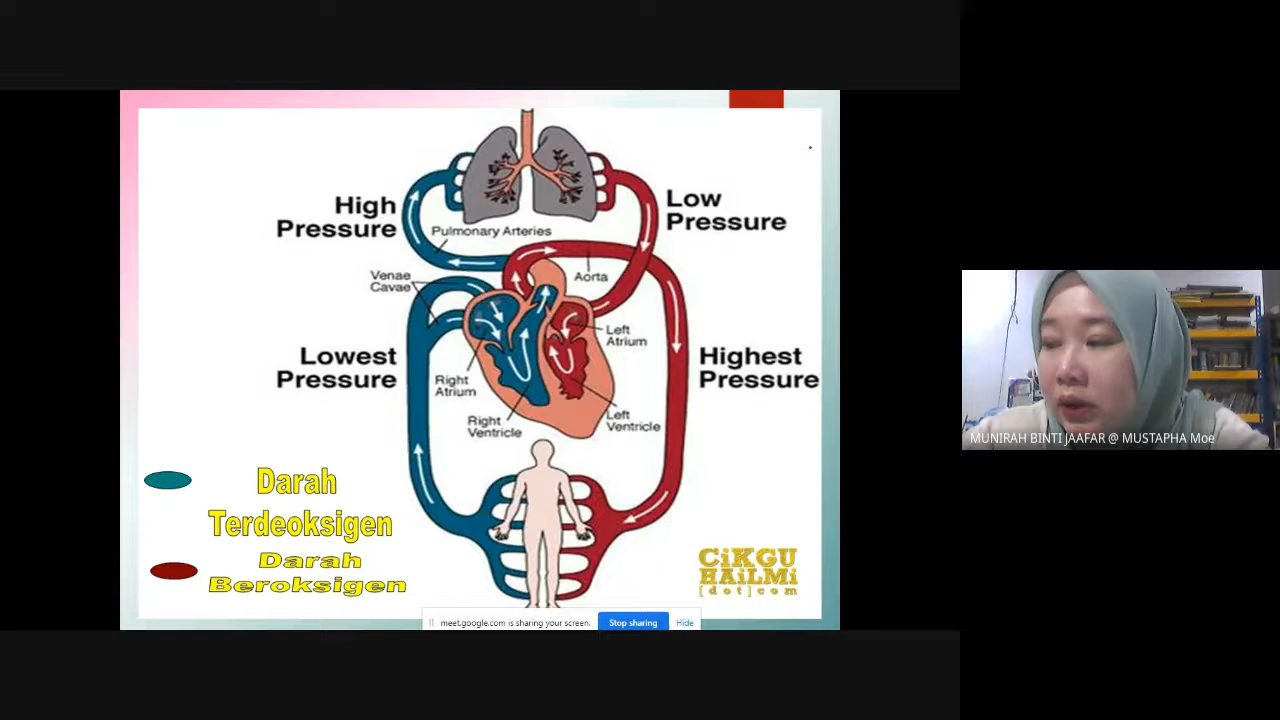 High
Pressure
Low
Pressure
Pulmonary Arteries
Venae
Cavae
Aorta
Left
Atrium
Lowest
Pressure
Highest
Pressure
Right
Atrium
Right
Ventricle
Left
Ventricle
Darah
Terdeoksigen
Darah
Beroksigen
CiKGU
HAiLMi
[dot]com
meet.google.com is sharing your screen.
Stop sharing
Hide
MUNIRAH BINTI JAAFAR @ MUSTAPHA Moe